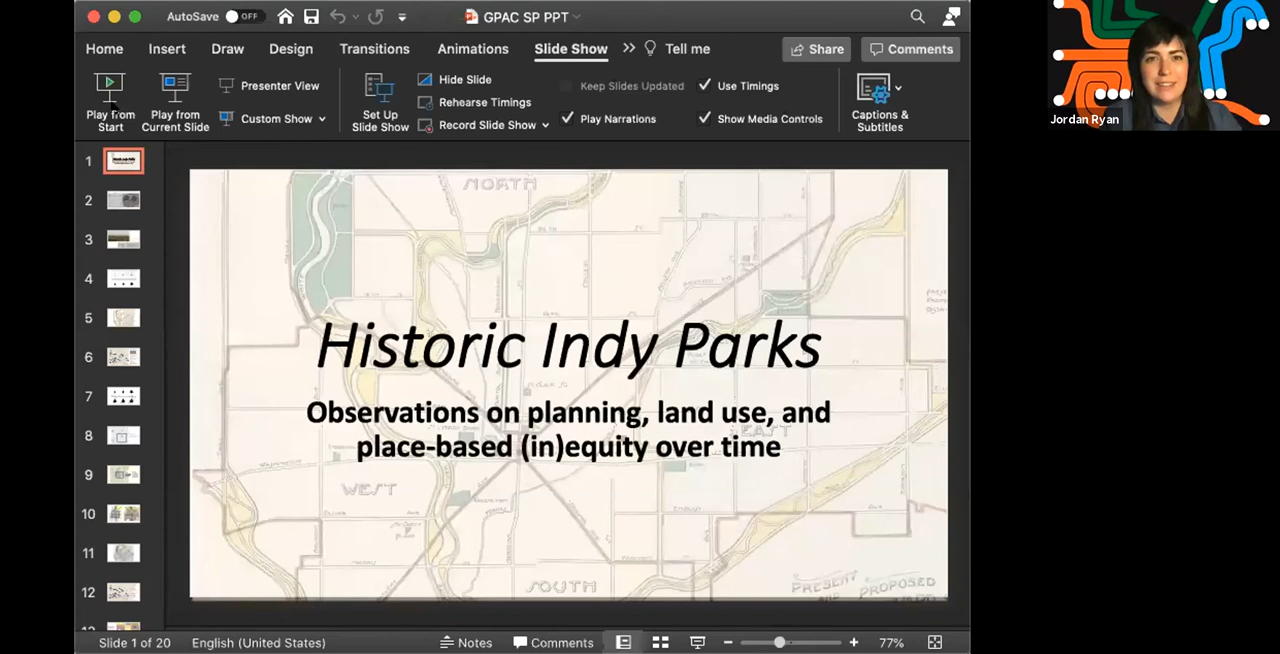 AutoSave OFF
GPAC SP PPT
Home Insert Draw Design Transitions Animations Slide Show Tell me Share Comments
Play from
Start
Play from
Current Slide
Presenter View
Custom Show
Set Up
Slide Show
Hide Slide
Rehearse Timings
Record Slide Show
Keep Slides Updated
Play Narrations
Use Timings
Show Media Controls
Captions &
Subtitles
Jordan Ryan
1
2
3
4
5
6
7
8
9
10
11
12
NORTH
Historic Indy Parks
Observations on planning, land use, and
place-based (in)equity over time
EAST
WEST
SOUTH
PRESENT
AND PROPOSED
Slide 1 of 20 English (United States) Notes Comments 77%